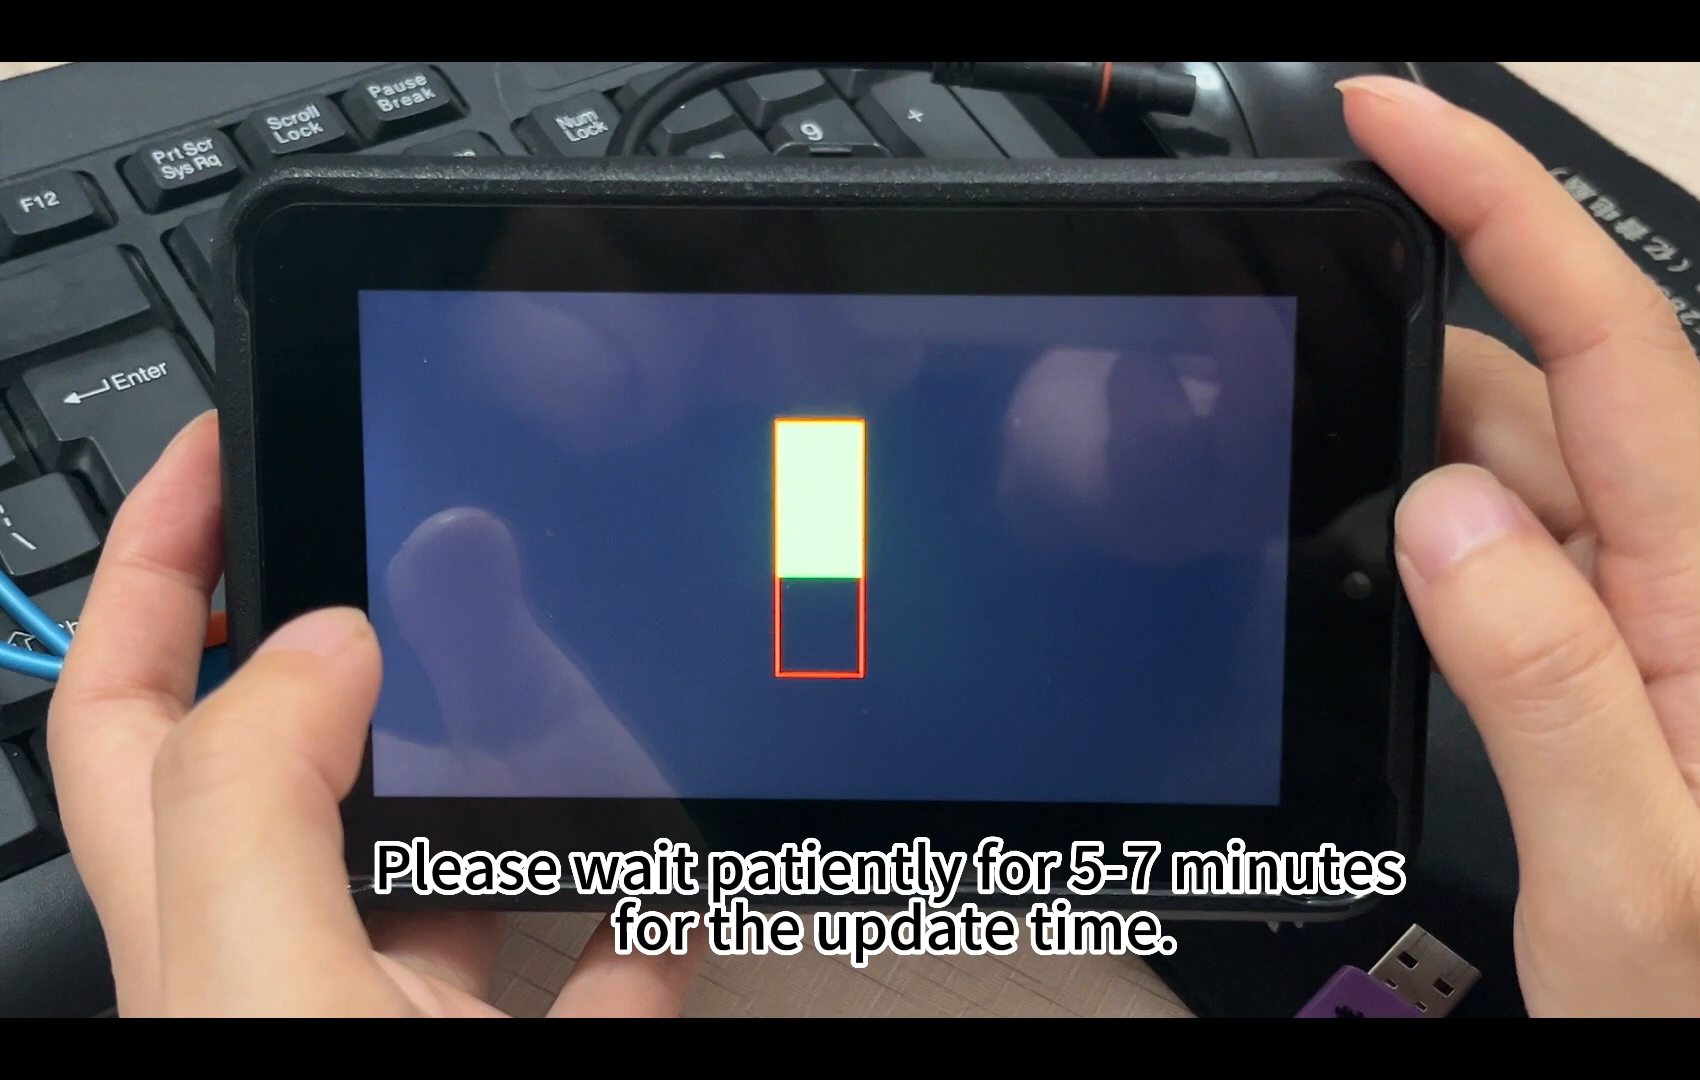 Pause
Break
Scroll
Lock
Prt Scr
Sys Rq
Num
Lock
9
+
F12
Enter
Please wait patiently for 5-7 minutes
for the update time.